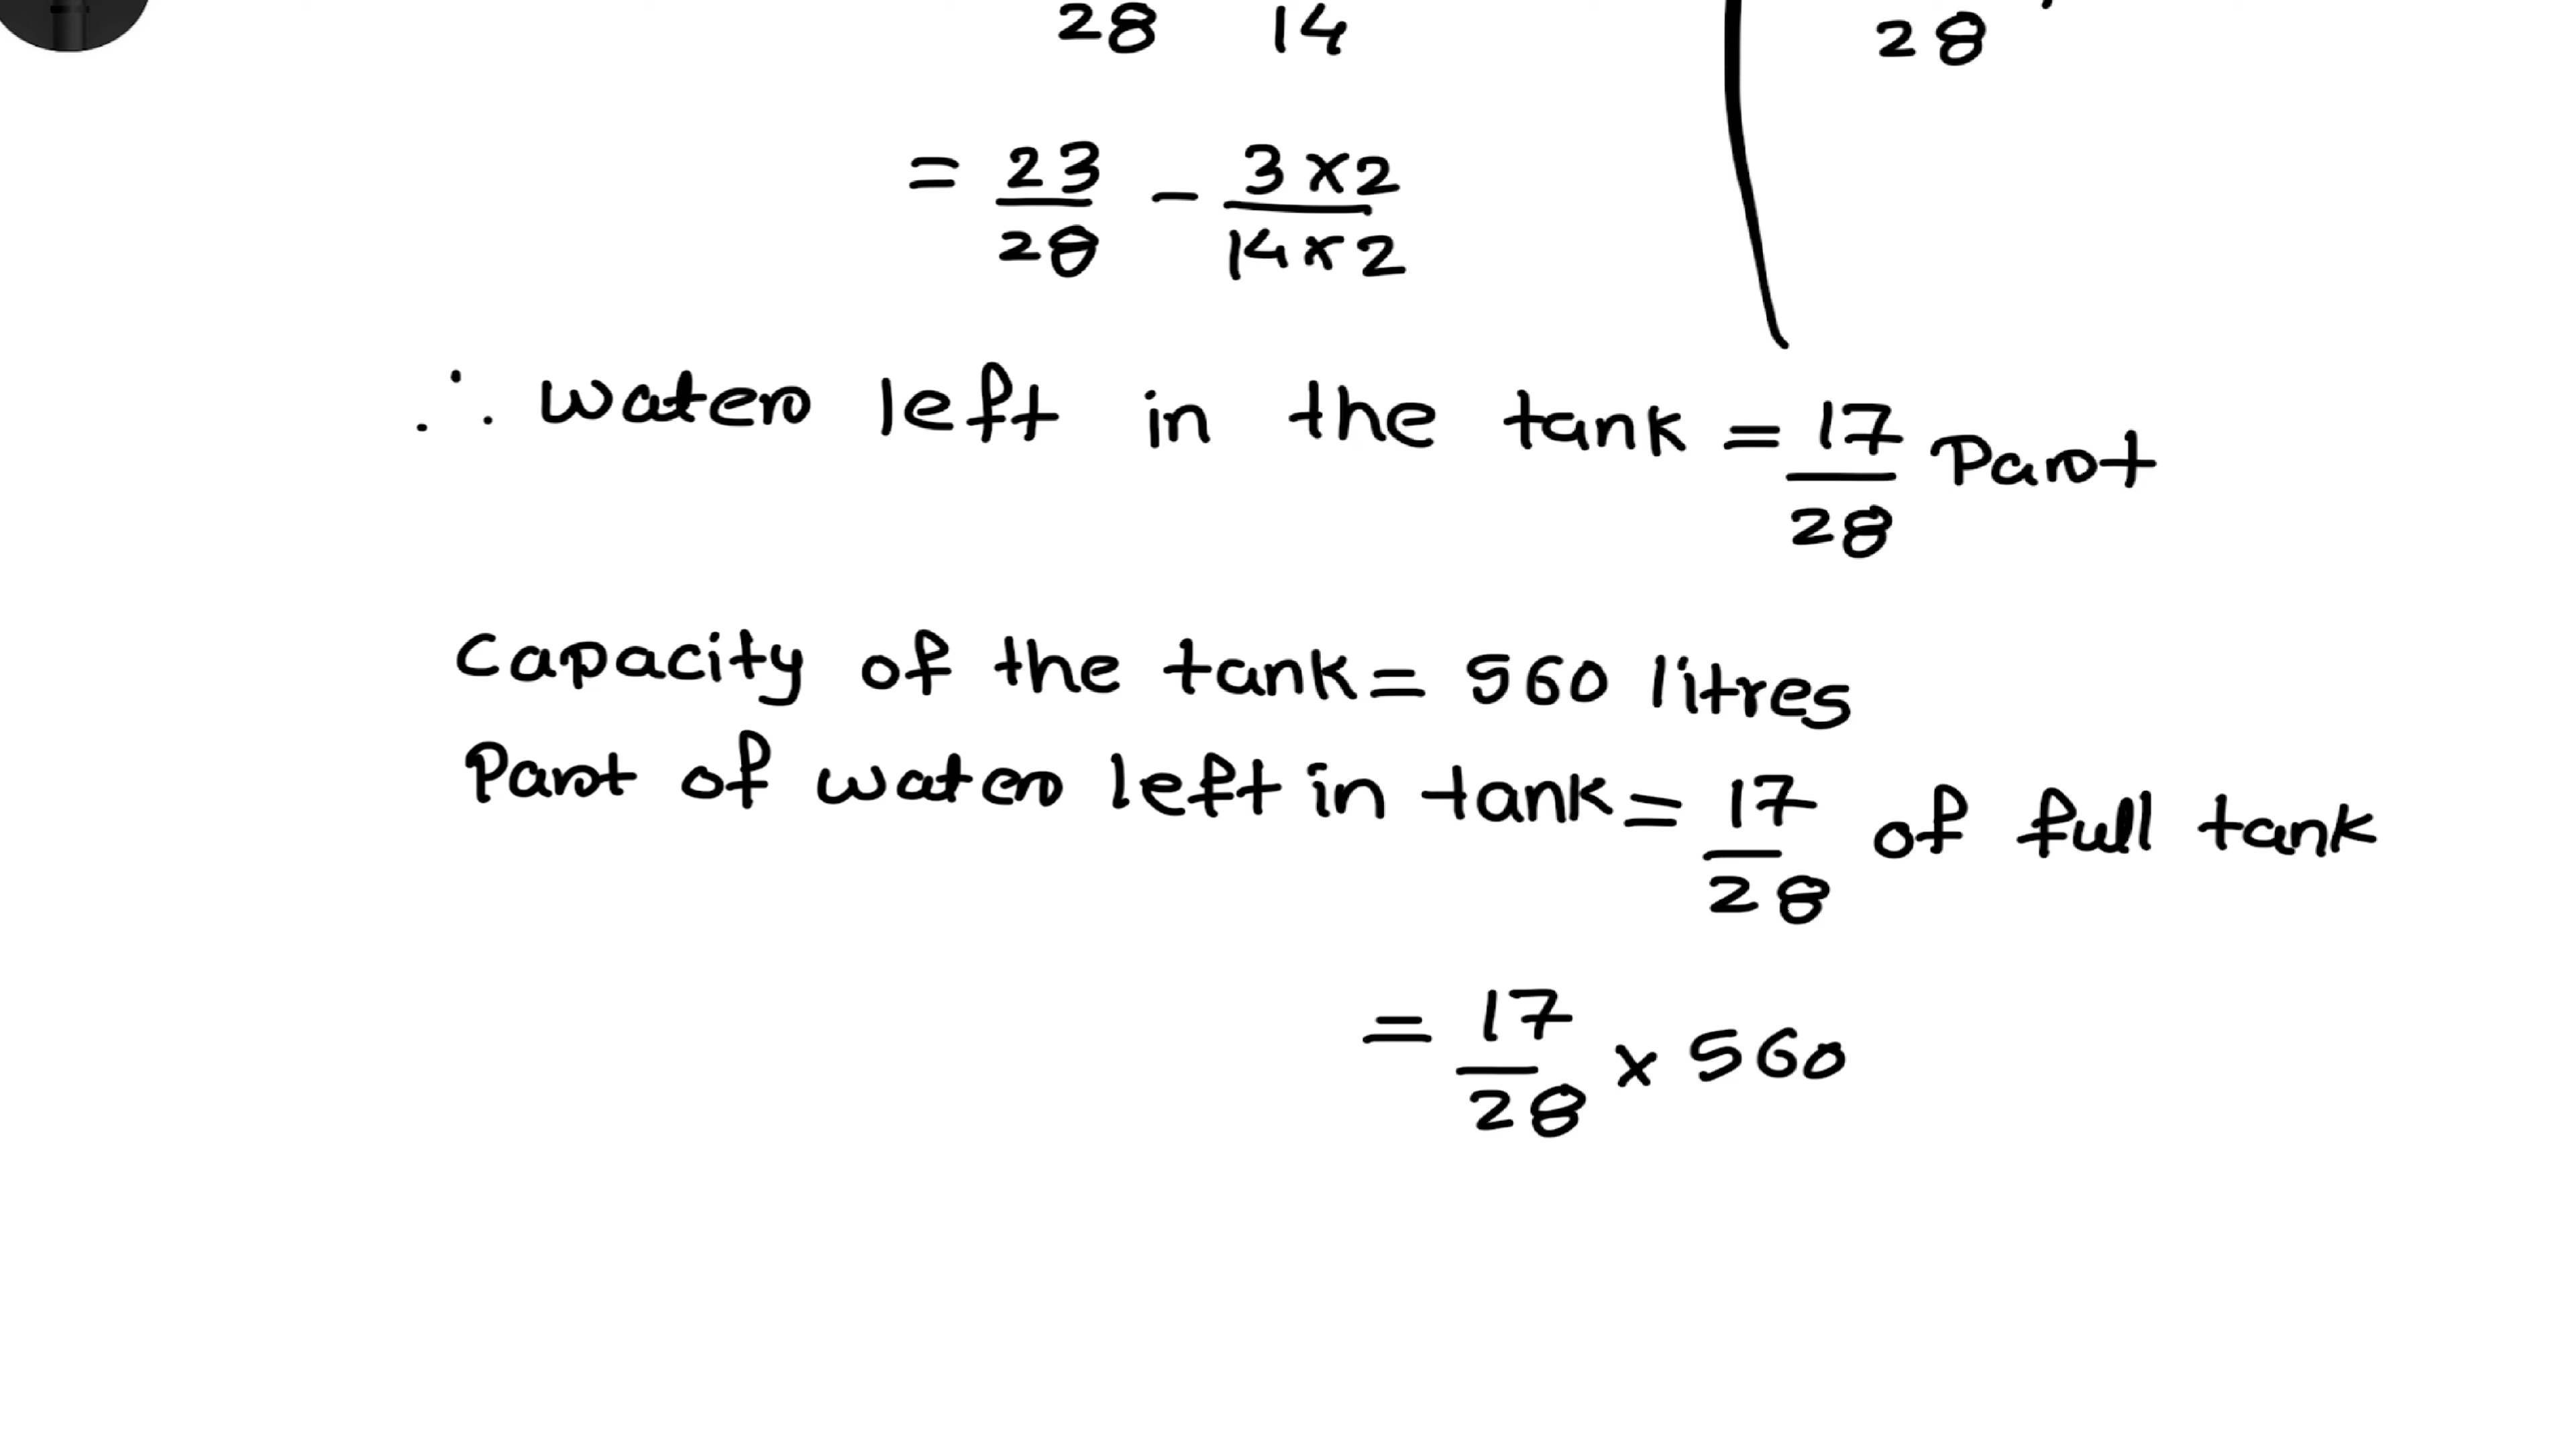 28 14
28
= 23/28 - 3×2/14×2
∴ water left in the tank = 17/28 Part
Capacity of the tank = 560 litres
Part of water left in tank = 17/28 of full tank
= 17/28 × 560